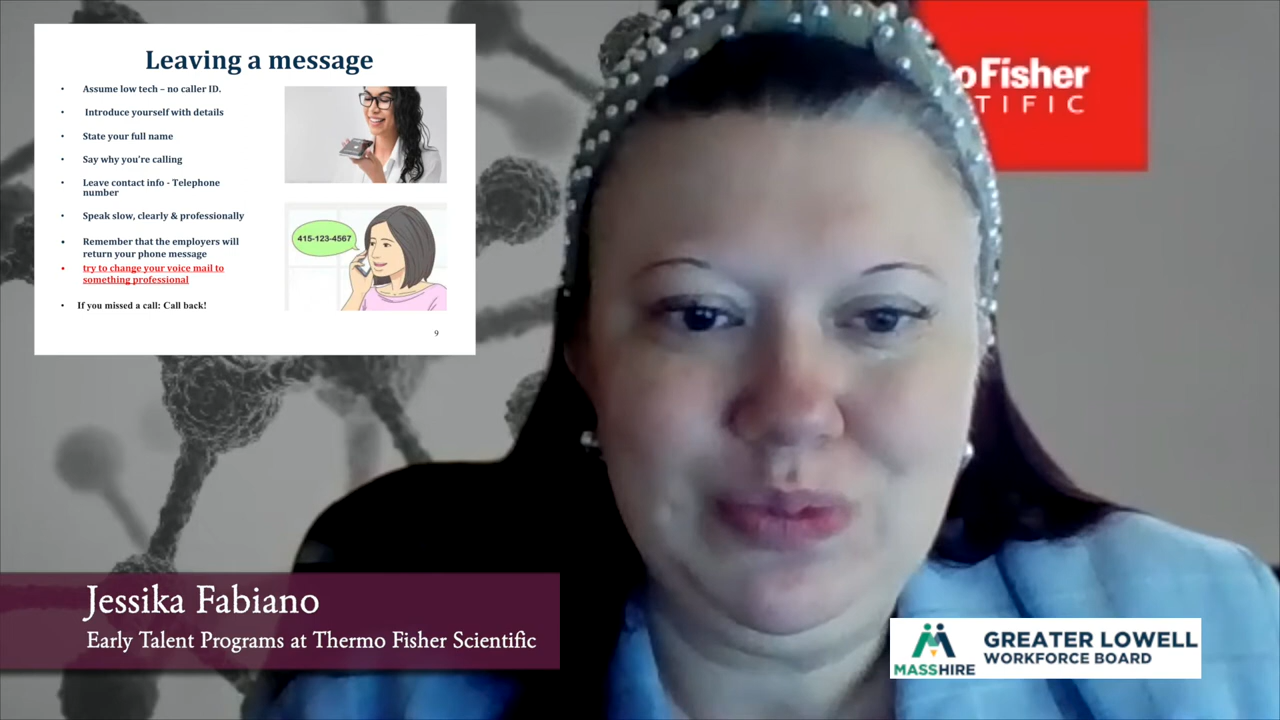 Leaving a message
• Assume low tech – no caller ID.
• Introduce yourself with details
• State your full name
• Say why you're calling
• Leave contact info - Telephone
number
• Speak slow, clearly & professionally
• Remember that the employers will
return your phone message
• try to change your voice mail to
something professional
• If you missed a call: Call back!
415-123-4567
9
o Fisher
TIFIC
Jessika Fabiano
Early Talent Programs at Thermo Fisher Scientific
MASSHIRE
GREATER LOWELL
WORKFORCE BOARD